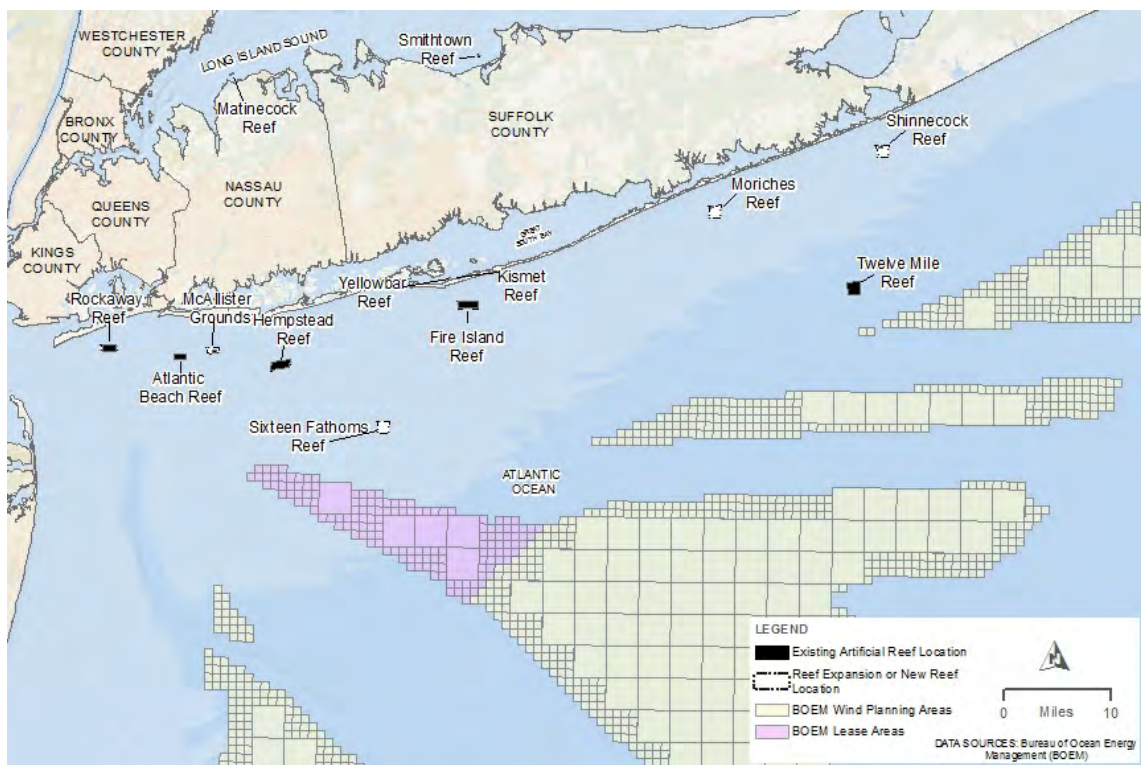 WESTCHESTER
COUNTY
LONG ISLAND SOUND
Smithtown
Reef
Matinecock
Reef
BRONX
COUNTY
SUFFOLK
COUNTY
Shinnecock
Reef
NASSAU
COUNTY
Moriches
Reef
QUEENS
COUNTY
GREAT
SOUTH BAY
KINGS
COUNTY
Yellowbar
Reef
Kismet
Reef
Twelve Mile
Reef
Rockaway
Reef
McAllister
Grounds
Hempstead
Reef
Fire Island
Reef
Atlantic
Beach Reef
Sixteen Fathoms
Reef
ATLANTIC
OCEAN
LEGEND
Existing Artificial Reef Location
Reef Expansion or New Reef
Location
BOEM Wind Planning Areas
BOEM Lease Areas
N
0 Miles 10
DATA SOURCES: Bureau of Ocean Energy
Management (BOEM)